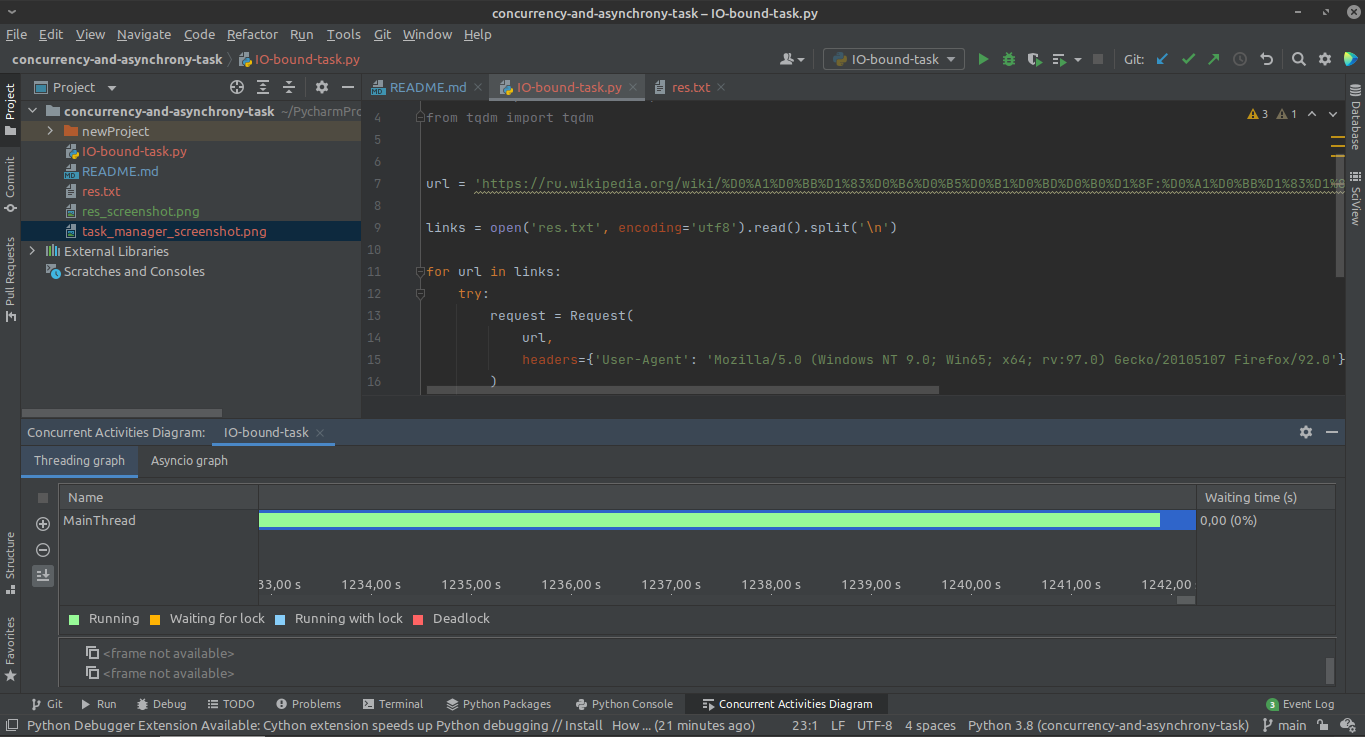 concurrency-and-asynchrony-task – IO-bound-task.py
File Edit View Navigate Code Refactor Run Tools Git Window Help
concurrency-and-asynchrony-task IO-bound-task.py
IO-bound-task
Git:
Project
README.md
IO-bound-task.py
res.txt
Project
Commit
Pull Requests
Structure
Favorites
concurrency-and-asynchrony-task ~/PycharmPro
newProject
IO-bound-task.py
README.md
res.txt
res_screenshot.png
task_manager_screenshot.png
External Libraries
Scratches and Consoles
3 1
4 from tqdm import tqdm
5
6
7 url = 'https://ru.wikipedia.org/wiki/%D0%A1%D0%BB%D1%83%D0%B6%D0%B5%D0%B1%D0%BD%D0%B0%D1%8F:%D0%A1%D0%BB%D1%83%D1%8
8
9 links = open('res.txt', encoding='utf8').read().split('\n')
10
11 for url in links:
12 try:
13 request = Request(
14 url,
15 headers={'User-Agent': 'Mozilla/5.0 (Windows NT 9.0; Win65; x64; rv:97.0) Gecko/20105107 Firefox/92.0'}
16 )
Database
SciView
Concurrent Activities Diagram: IO-bound-task
Threading graph Asyncio graph
Name Waiting time (s)
MainThread 0,00 (0%)
33,00 s 1234,00 s 1235,00 s 1236,00 s 1237,00 s 1238,00 s 1239,00 s 1240,00 s 1241,00 s 1242,00
Running Waiting for lock Running with lock Deadlock
<frame not available>
<frame not available>
Git Run Debug TODO Problems Terminal Python Packages Python Console Concurrent Activities Diagram 3 Event Log
Python Debugger Extension Available: Cython extension speeds up Python debugging // Install How ... (21 minutes ago) 23:1 LF UTF-8 4 spaces Python 3.8 (concurrency-and-asynchrony-task) main